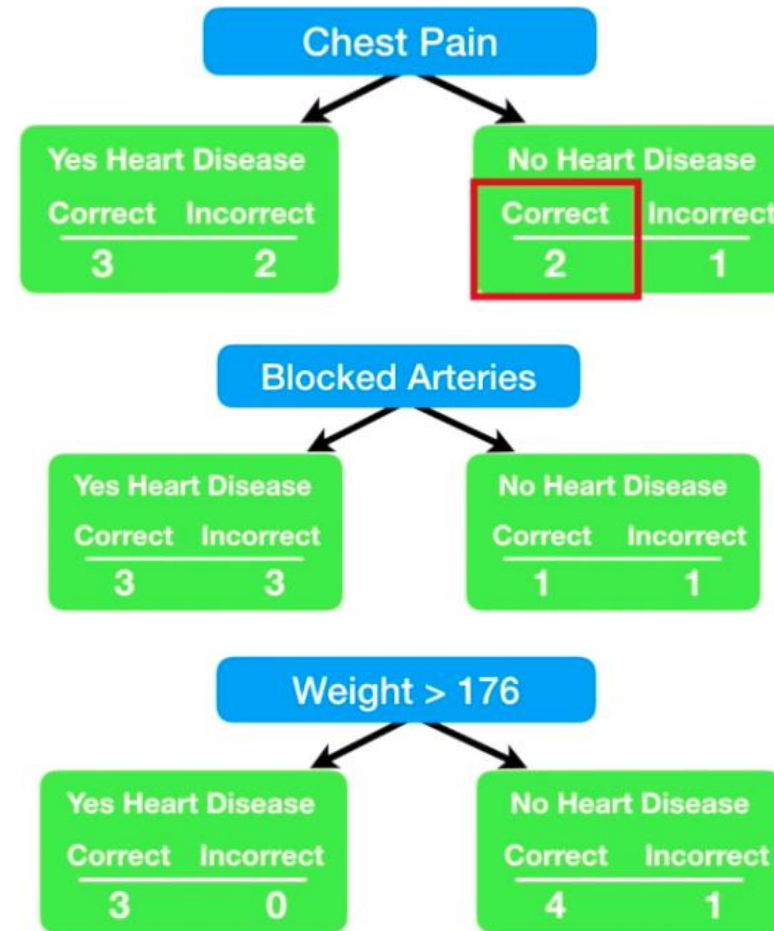 Chest Pain
Yes Heart Disease
Correct Incorrect
3 2
No Heart Disease
Correct Incorrect
2 1
Blocked Arteries
Yes Heart Disease
Correct Incorrect
3 3
No Heart Disease
Correct Incorrect
1 1
Weight > 176
Yes Heart Disease
Correct Incorrect
3 0
No Heart Disease
Correct Incorrect
4 1